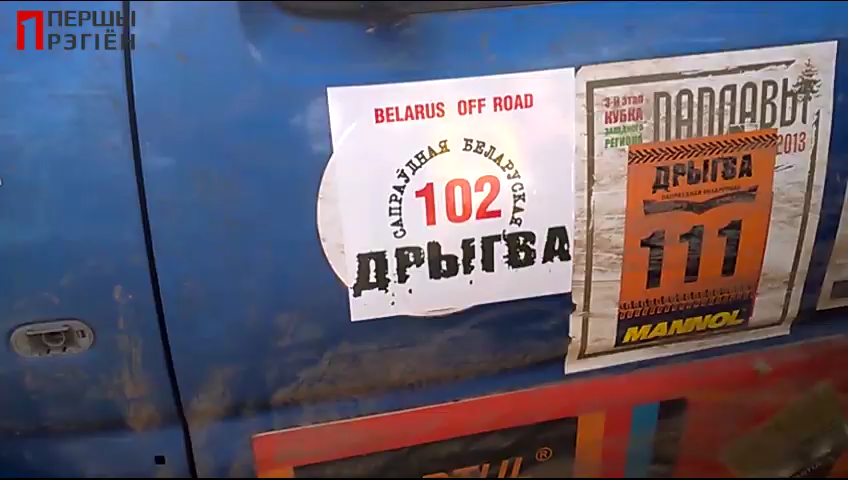 1 ПЕРШЫ
РЭГІЁН
BELARUS OFF ROAD
САПРАЎДНАЯ БЕЛАРУСКАЯ
102
ДРЫГВА
3-Й ЭТАП
КУБКА
ЗАПАДНОГО
РЕГИОНА
ПАПЛАВЫ
2013
ДРЫГВА
111
MANNOL
®